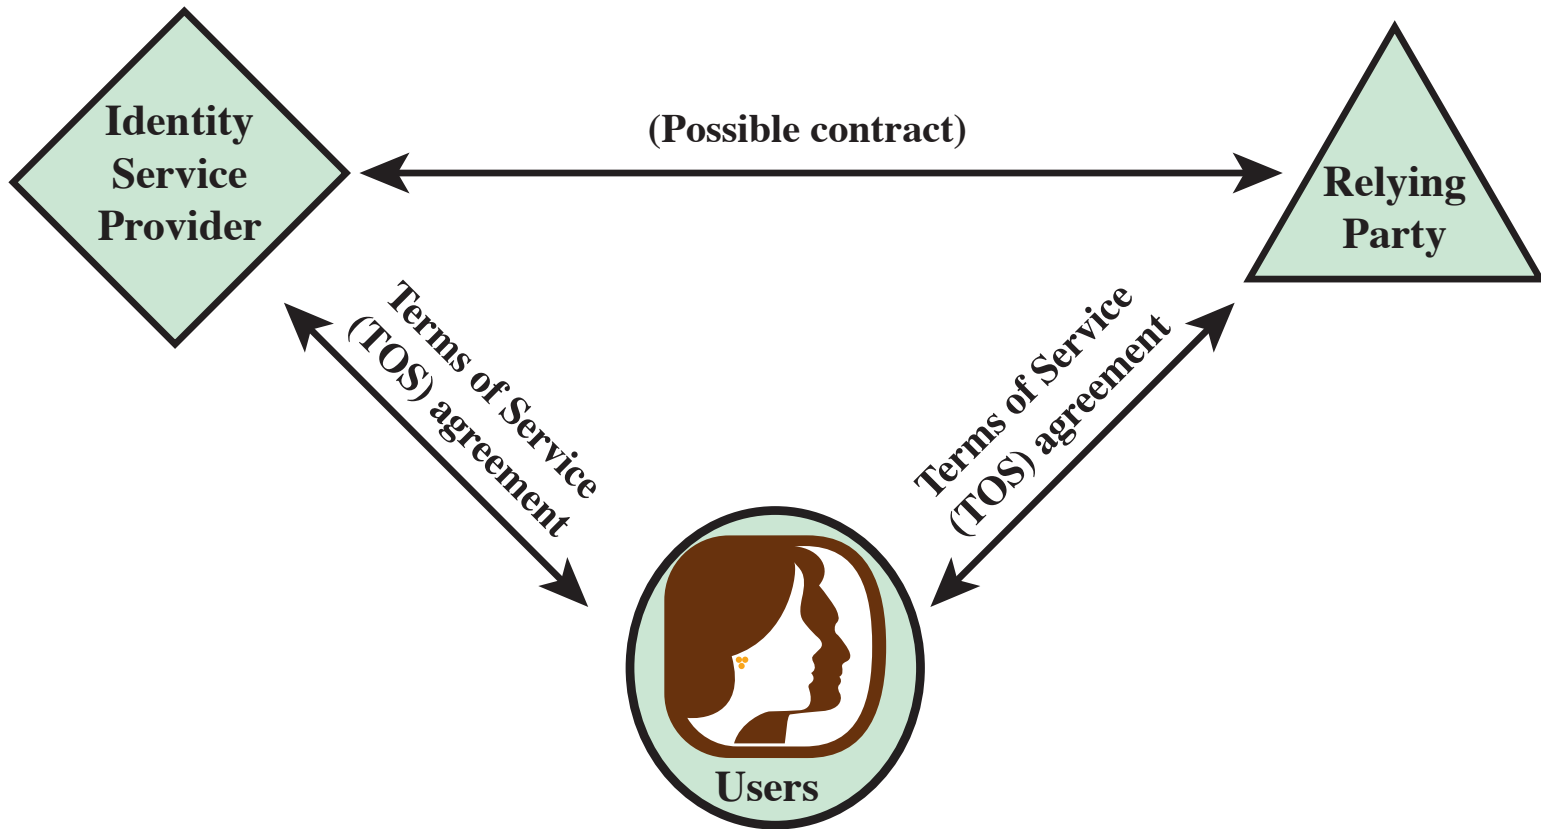 Identity
Service
Provider
(Possible contract)
Relying
Party
Terms of Service
(TOS) agreement
Terms of Service
(TOS) agreement
Users